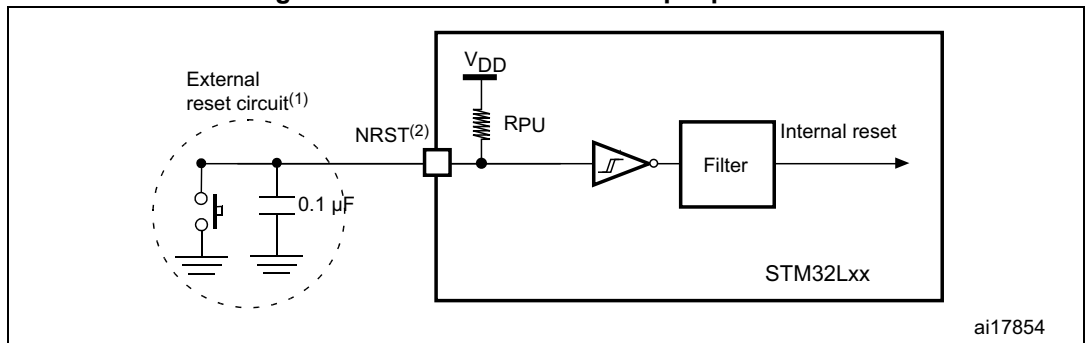 External
reset circuit(1)
VDD
NRST(2)
RPU
Internal reset
Filter
0.1 µF
STM32Lxx
ai17854